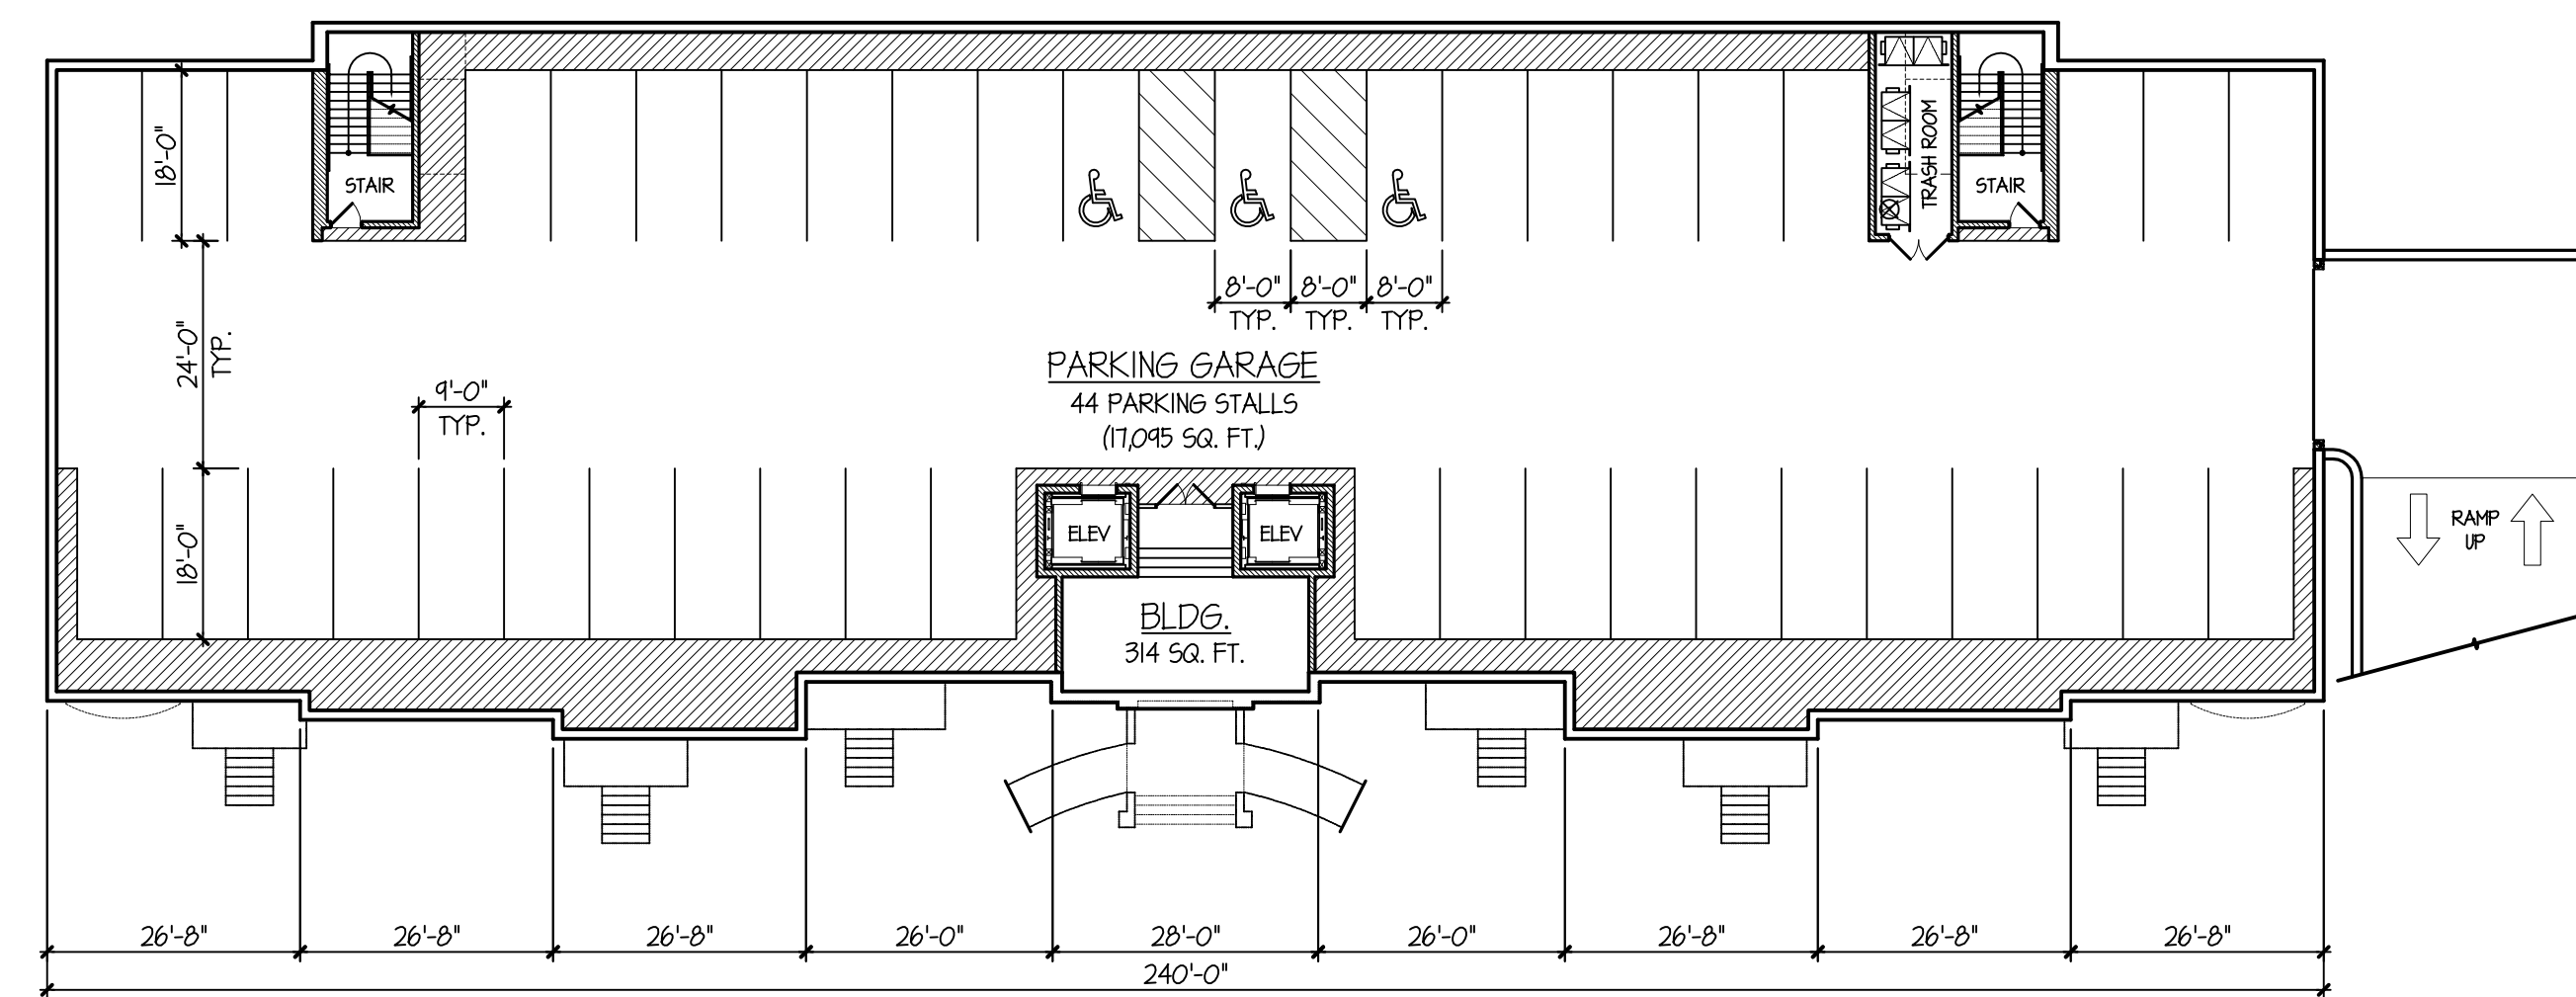 STAIR
TRASH ROOM
STAIR
18'-0"
8'-0" 8'-0" 8'-0"
TYP. TYP. TYP.
24'-0"
TYP.
PARKING GARAGE
44 PARKING STALLS
(17,095 SQ. FT.)
9'-0"
TYP.
18'-0"
ELEV
ELEV
RAMP
UP
BLDG.
314 SQ. FT.
26'-8" 26'-8" 26'-8" 26'-0" 28'-0" 26'-0" 26'-8" 26'-8" 26'-8"
240'-0"